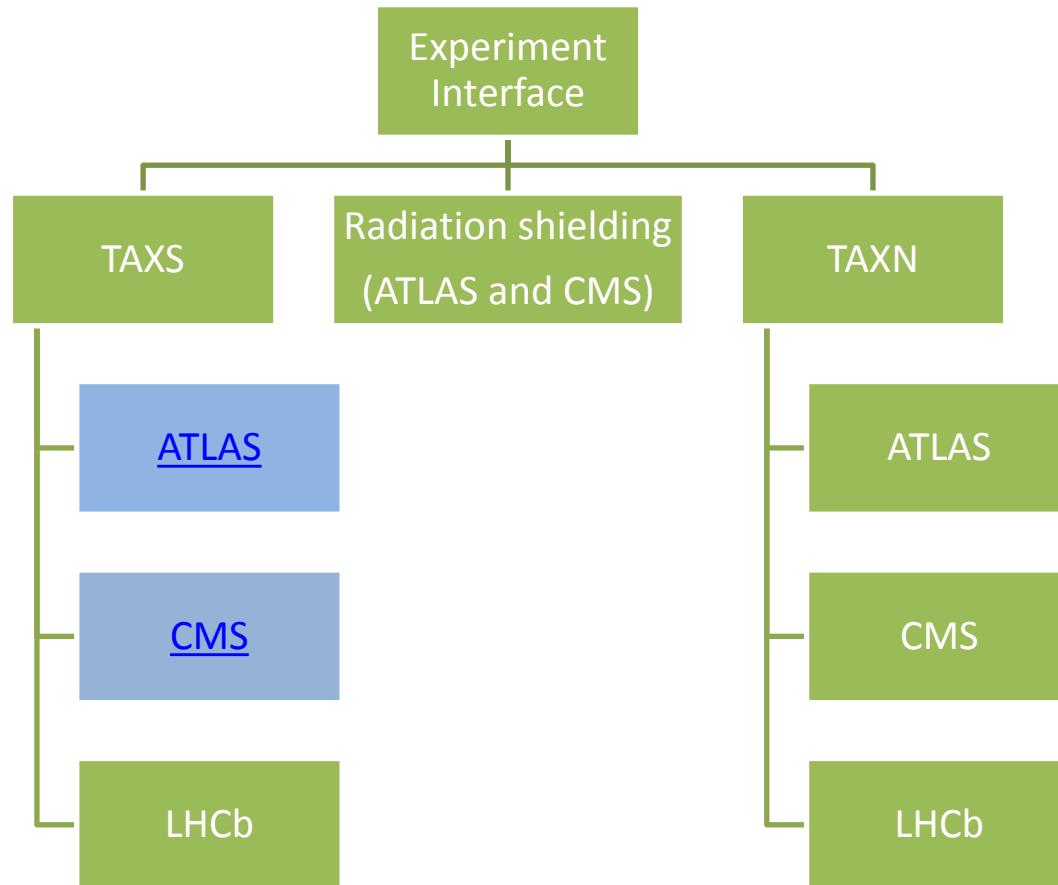 Experiment
Interface
TAXS
Radiation shielding
(ATLAS and CMS)
TAXN
ATLAS
CMS
LHCb
ATLAS
CMS
LHCb